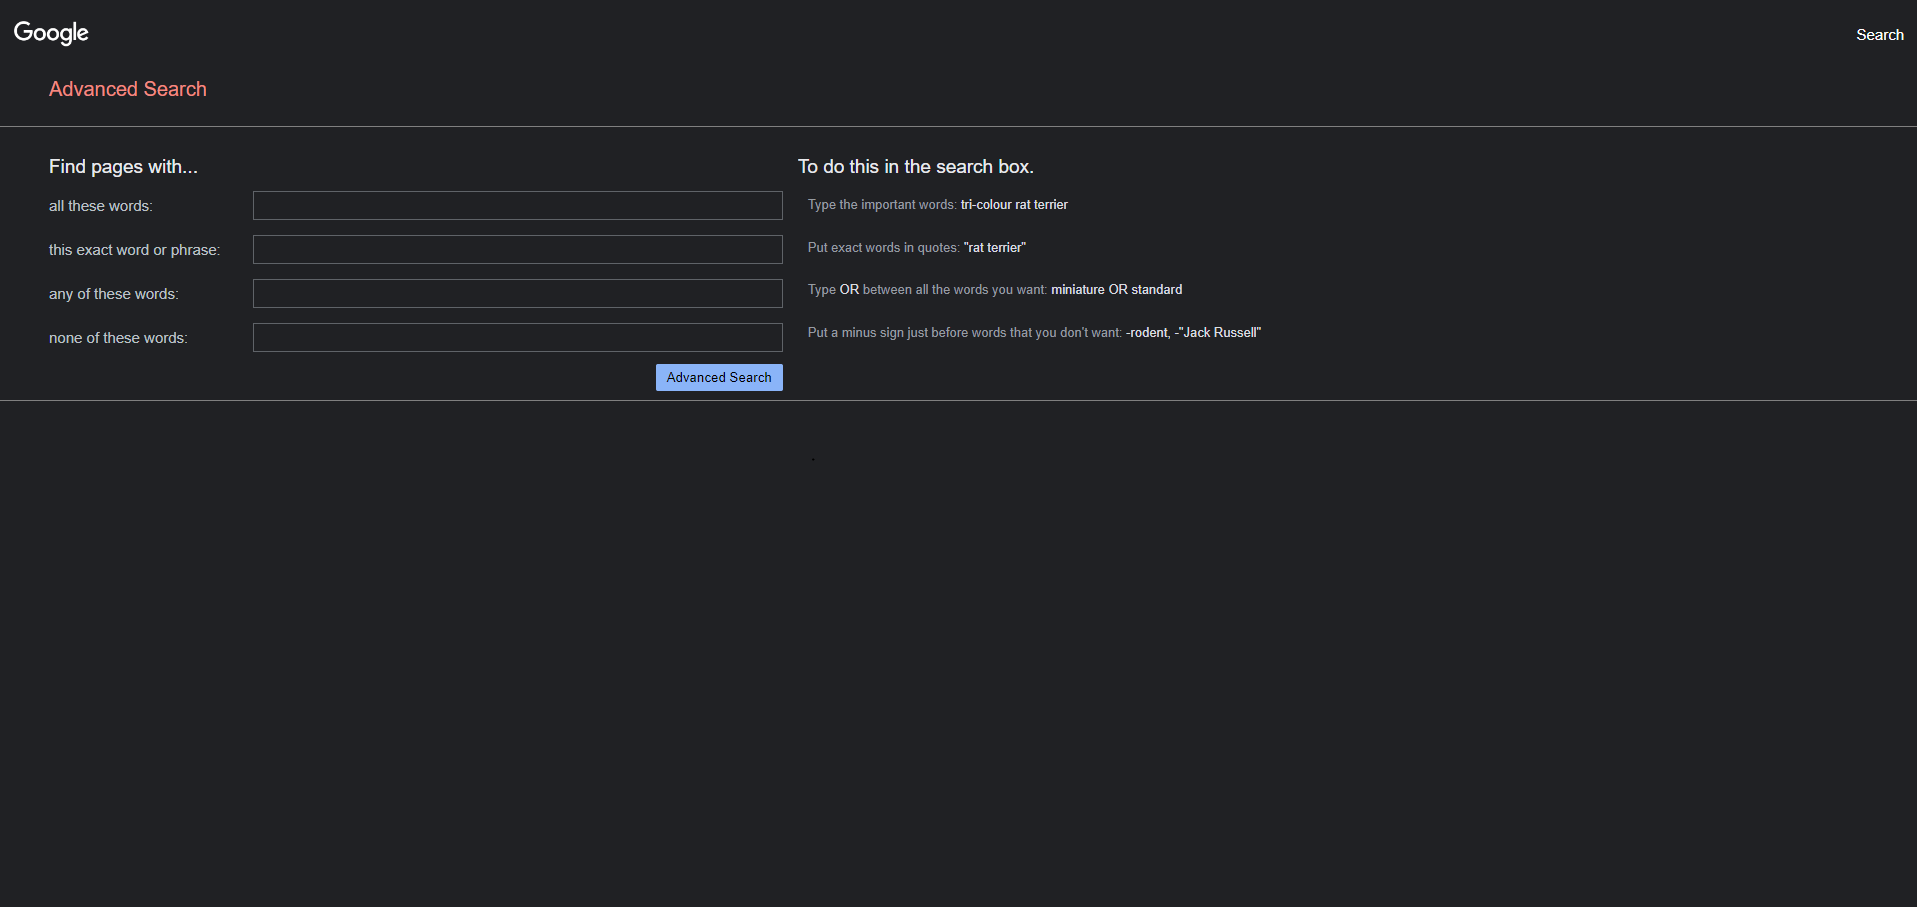 Google
Search
Advanced Search
Find pages with...
To do this in the search box.
all these words:
Type the important words: tri-colour rat terrier
this exact word or phrase:
Put exact words in quotes: "rat terrier"
any of these words:
Type OR between all the words you want: miniature OR standard
none of these words:
Put a minus sign just before words that you don't want: -rodent, -"Jack Russell"
Advanced Search